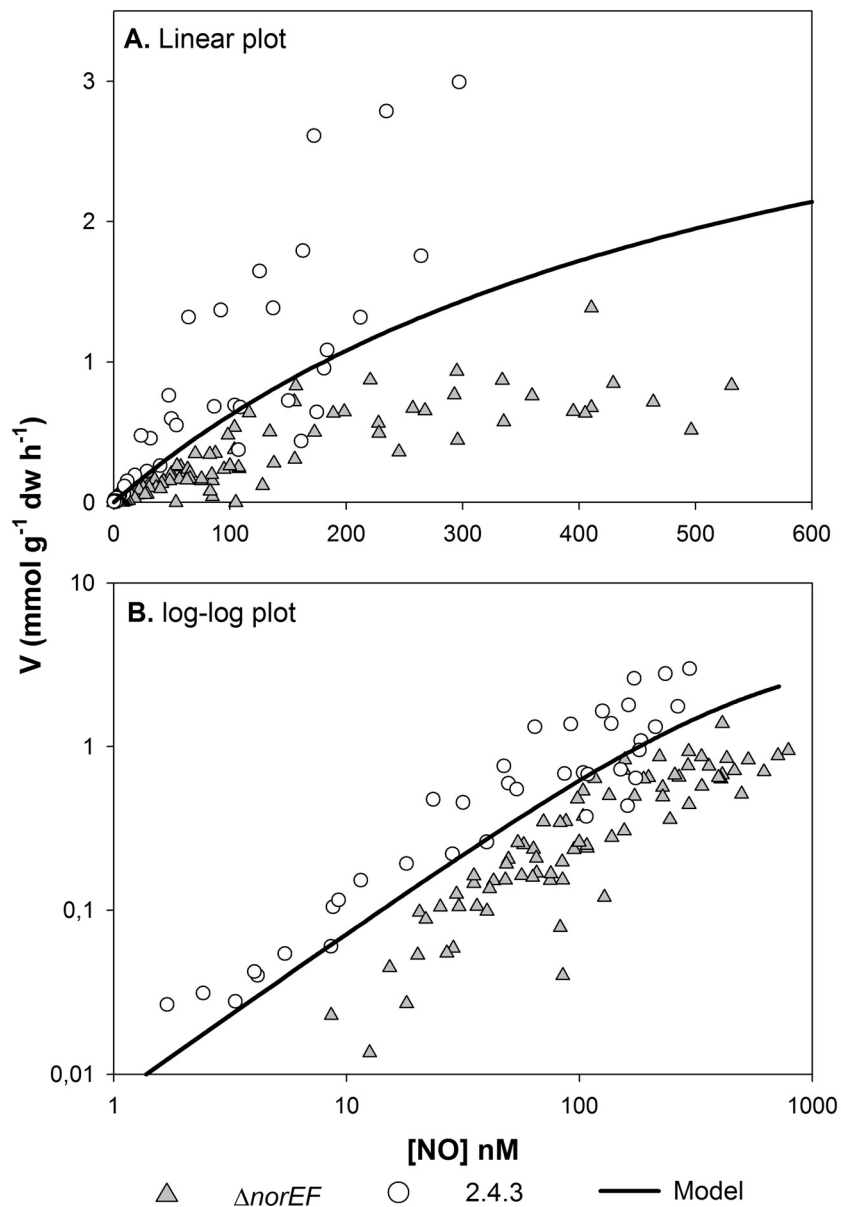 A. Linear plot
3
2
1
0
0 100 200 300 400 500 600
V (mmol g⁻¹ dw h⁻¹)
B. log-log plot
10
1
0,1
0,01
1 10 100 1000
[NO] nM
ΔnorEF 2.4.3 Model